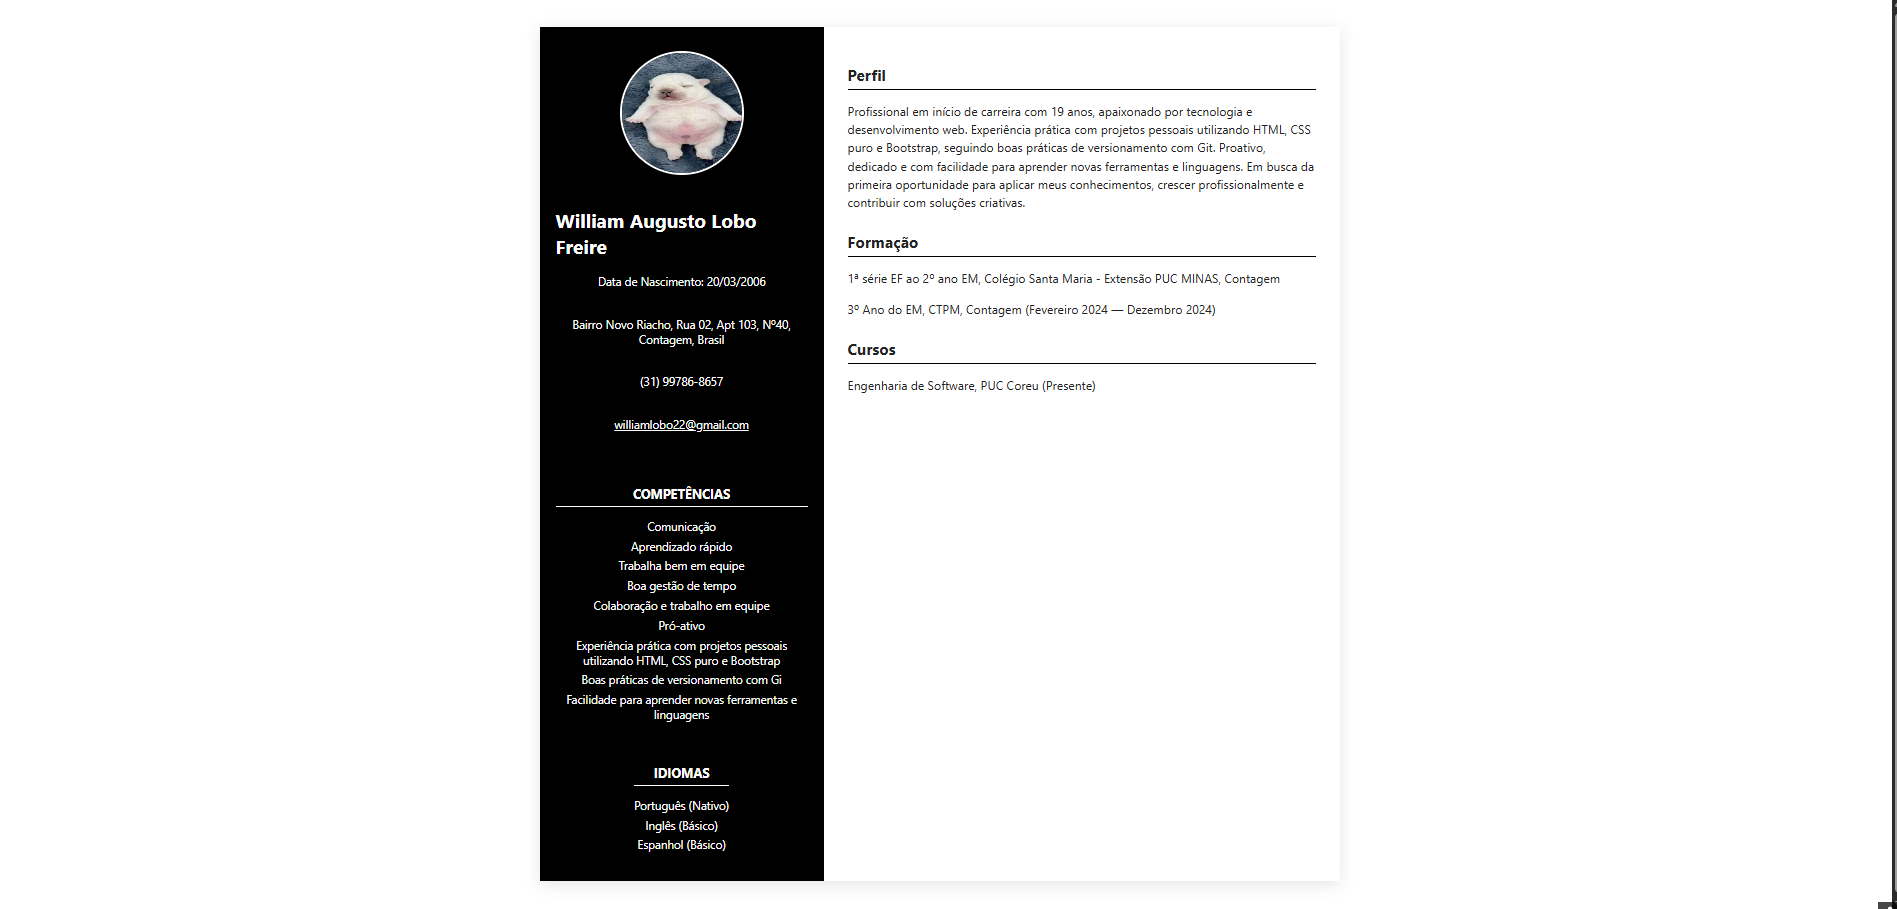 William Augusto Lobo
Freire
Data de Nascimento: 20/03/2006
Bairro Novo Riacho, Rua 02, Apt 103, Nº40,
Contagem, Brasil
(31) 99786-8657
williamlobo22@gmail.com
COMPETÊNCIAS
Comunicação
Aprendizado rápido
Trabalha bem em equipe
Boa gestão de tempo
Colaboração e trabalho em equipe
Pró-ativo
Experiência prática com projetos pessoais
utilizando HTML, CSS puro e Bootstrap
Boas práticas de versionamento com Gi
Facilidade para aprender novas ferramentas e
linguagens
IDIOMAS
Português (Nativo)
Inglês (Básico)
Espanhol (Básico)
Perfil
Profissional em início de carreira com 19 anos, apaixonado por tecnologia e
desenvolvimento web. Experiência prática com projetos pessoais utilizando HTML, CSS
puro e Bootstrap, seguindo boas práticas de versionamento com Git. Proativo,
dedicado e com facilidade para aprender novas ferramentas e linguagens. Em busca da
primeira oportunidade para aplicar meus conhecimentos, crescer profissionalmente e
contribuir com soluções criativas.
Formação
1ª série EF ao 2º ano EM, Colégio Santa Maria - Extensão PUC MINAS, Contagem
3º Ano do EM, CTPM, Contagem (Fevereiro 2024 — Dezembro 2024)
Cursos
Engenharia de Software, PUC Coreu (Presente)